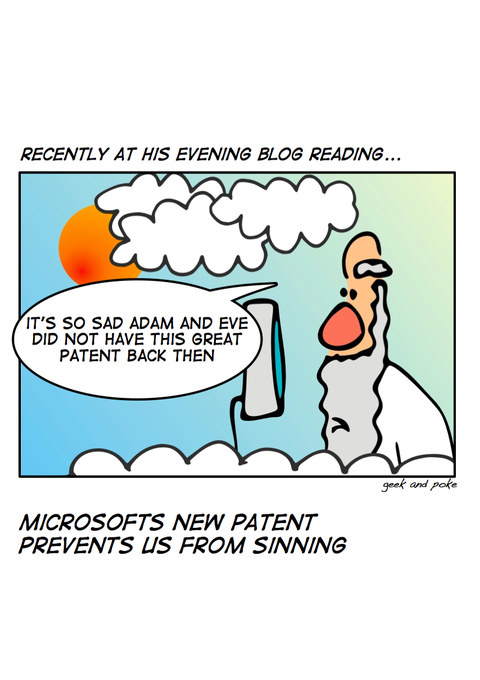 RECENTLY AT HIS EVENING BLOG READING...
IT'S SO SAD ADAM AND EVE
DID NOT HAVE THIS GREAT
PATENT BACK THEN
geek and poke
MICROSOFTS NEW PATENT
PREVENTS US FROM SINNING